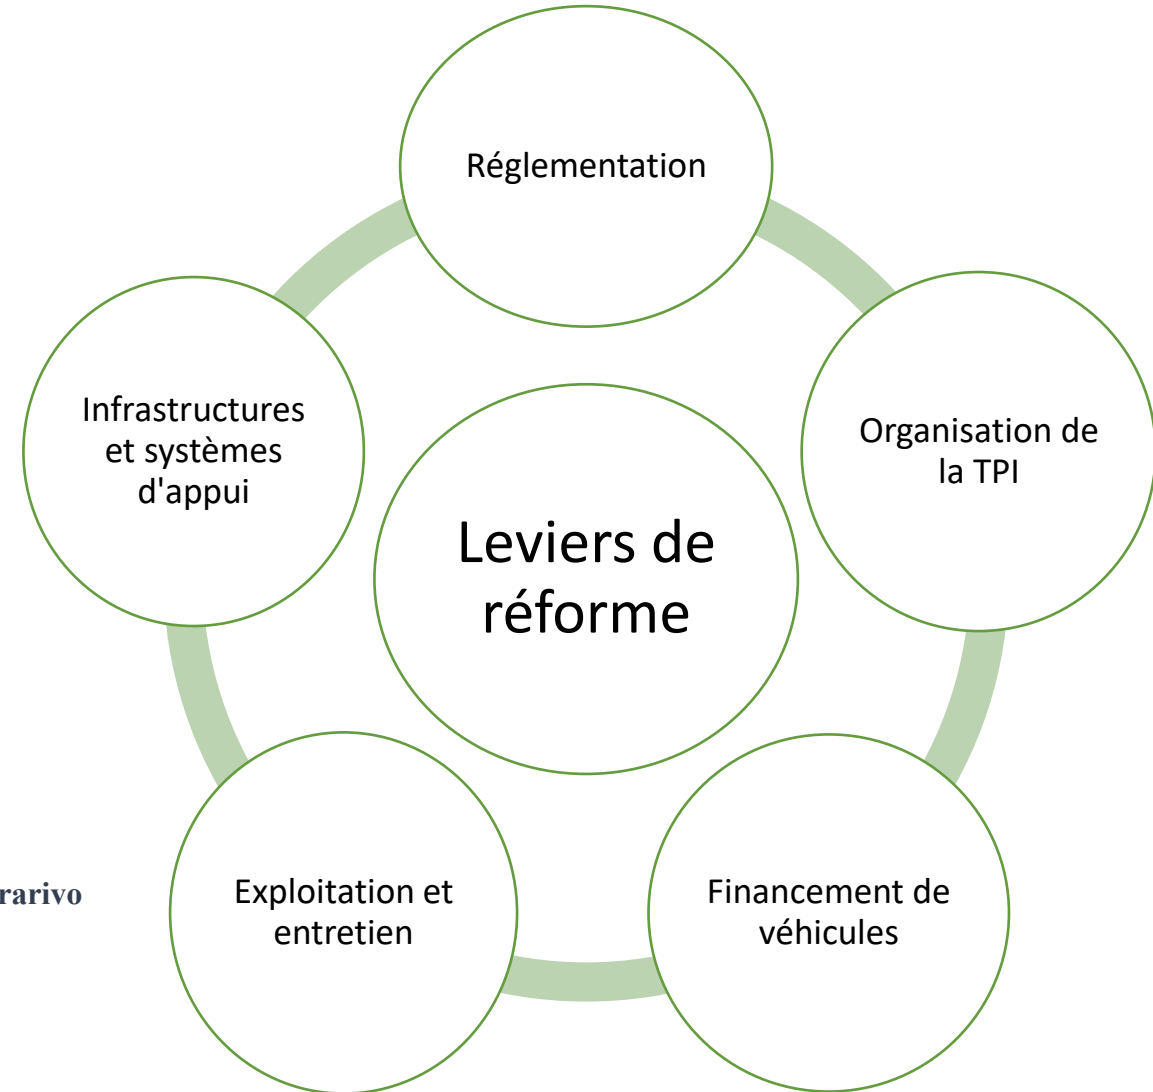 Réglementation
Organisation de
la TPI
Financement de
véhicules
Exploitation et
entretien
Infrastructures
et systèmes
d'appui
Leviers de
réforme
rarivo